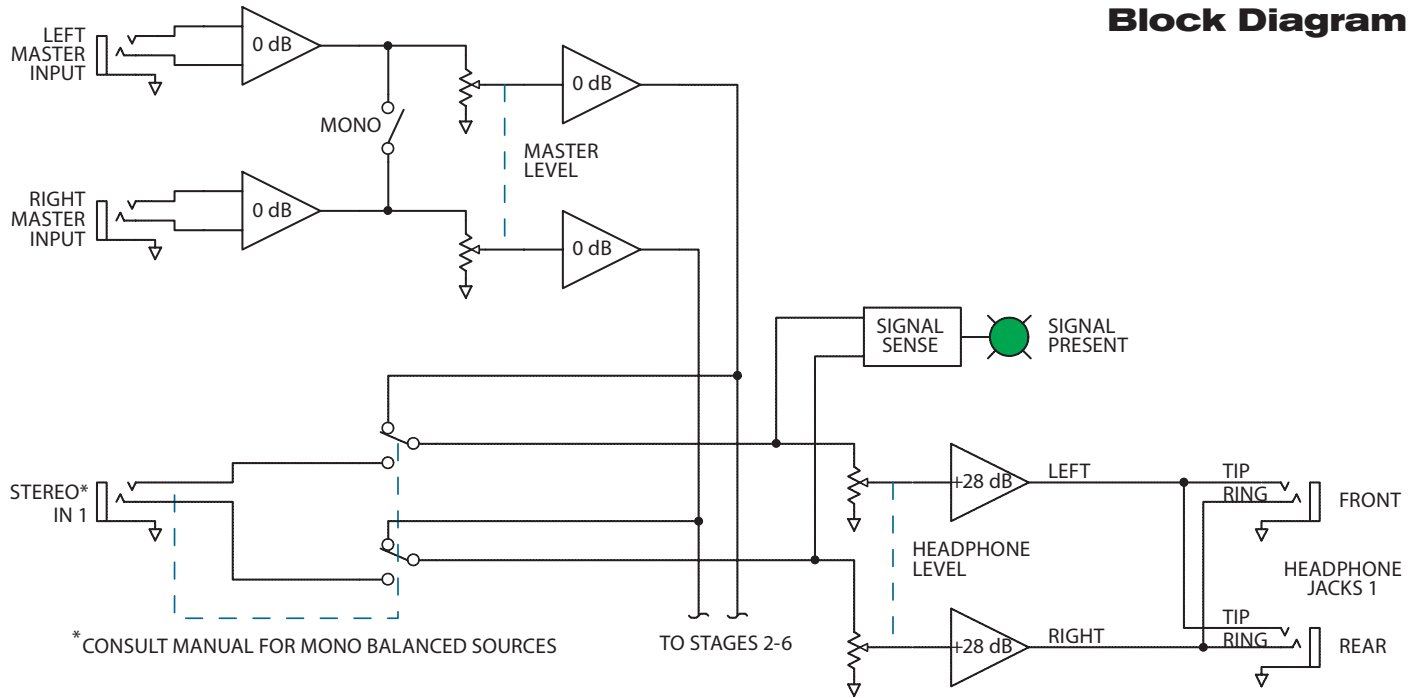 Block Diagram
LEFT
MASTER
INPUT
0 dB
0 dB
MONO
MASTER
LEVEL
RIGHT
MASTER
INPUT
0 dB
0 dB
SIGNAL
SENSE
SIGNAL
PRESENT
STEREO*
IN 1
+28 dB
LEFT
TIP
RING
FRONT
HEADPHONE
LEVEL
HEADPHONE
JACKS 1
+28 dB
RIGHT
TIP
RING
REAR
*CONSULT MANUAL FOR MONO BALANCED SOURCES
TO STAGES 2-6